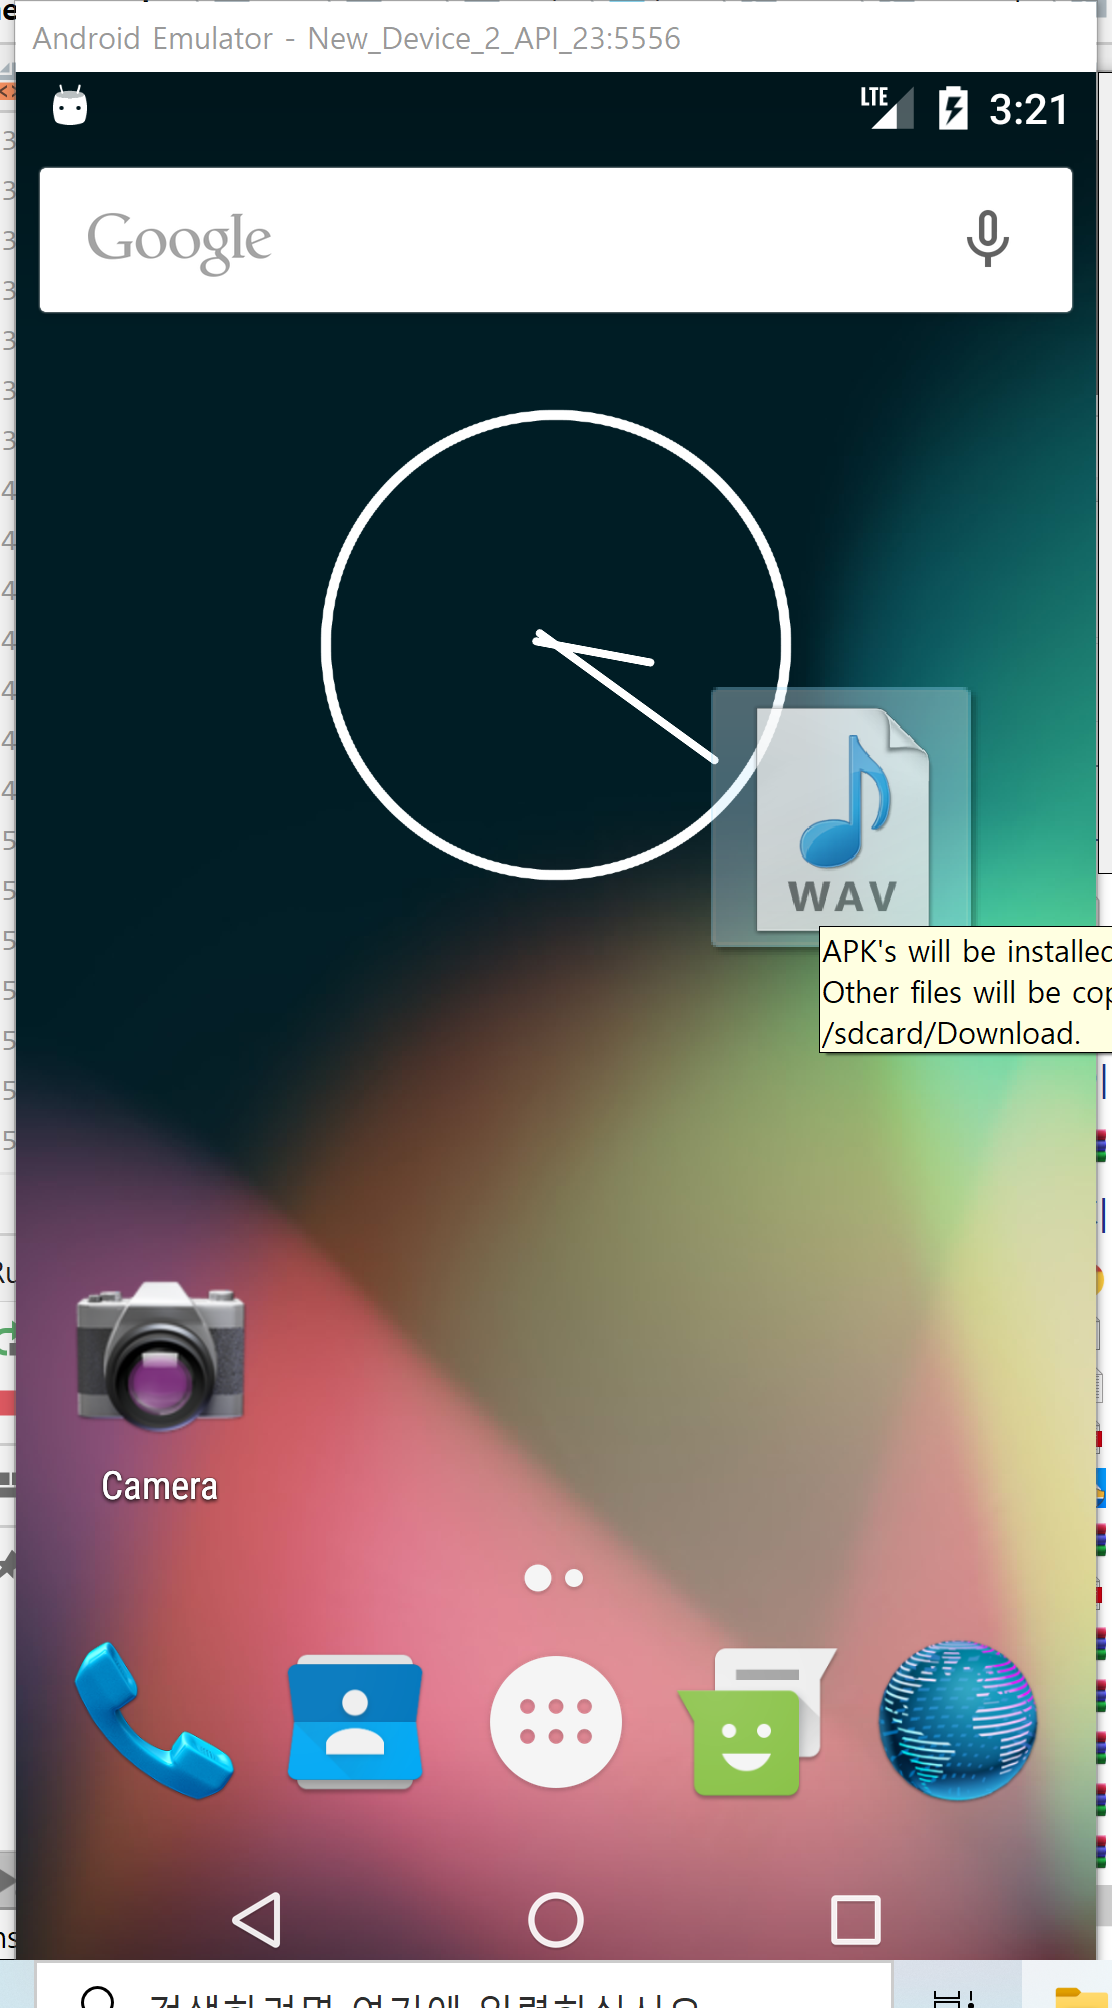 Android Emulator - New_Device_2_API_23:5556
LTE 3:21
Google
WAV
APK's will be installed
Other files will be
/sdcard/Download.
Camera